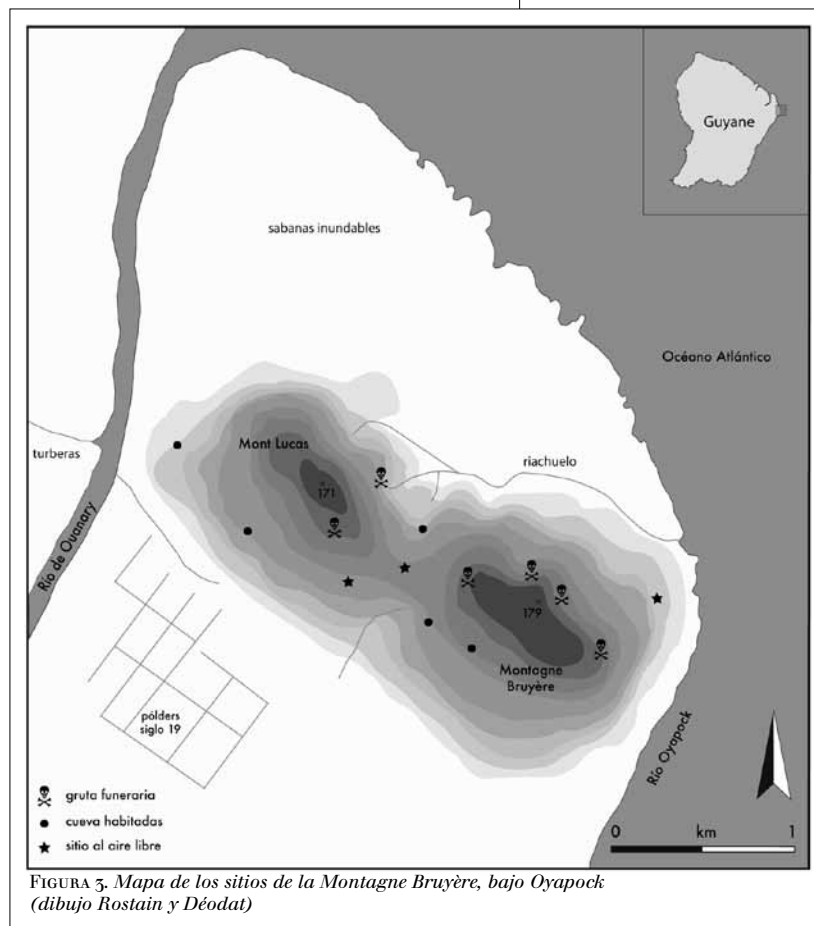 Guyane
sabanas inundables
Océano Atlántico
Mont Lucas
turberas
riachuelo
171
Río de Ouanary
179
Montagne
Bruyère
pólders
siglo 19
Río Oyapock
gruta funeraria
cueva habitadas
sitio al aire libre
0 km 1
FIGURA 3. Mapa de los sitios de la Montagne Bruyère, bajo Oyapock
(dibujo Rostain y Déodat)